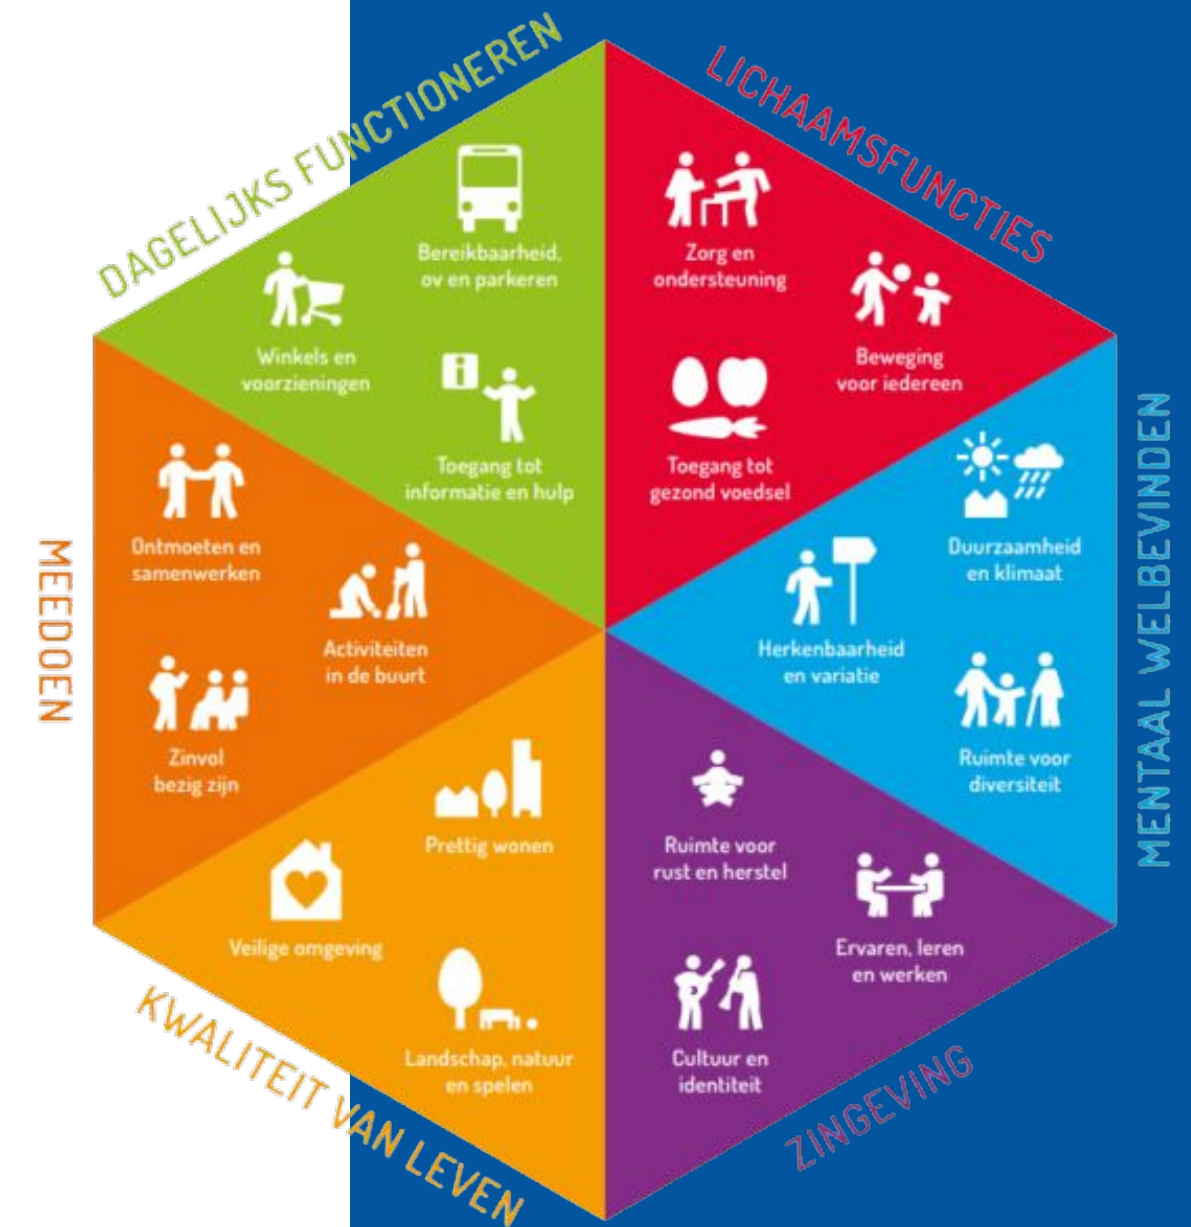 DAGELIJKS FUNCTIONEREN
Bereikbaarheid,
ov en parkeren
Winkels en
voorzieningen
i
Toegang tot
informatie en hulp
LICHAAMSFUNCTIES
Zorg en
ondersteuning
Beweging
voor iedereen
Toegang tot
gezond voedsel
MENTAAL WELBEVINDEN
Duurzaamheid
en klimaat
Herkenbaarheid
en variatie
Ruimte voor
diversiteit
ZINGEVING
Ruimte voor
rust en herstel
Ervaren, leren
en werken
Cultuur en
identiteit
KWALITEIT VAN LEVEN
Prettig wonen
Veilige omgeving
Landschap, natuur
en spelen
MEEDOEN
Ontmoeten en
samenwerken
Activiteiten
in de buurt
Zinvol
bezig zijn